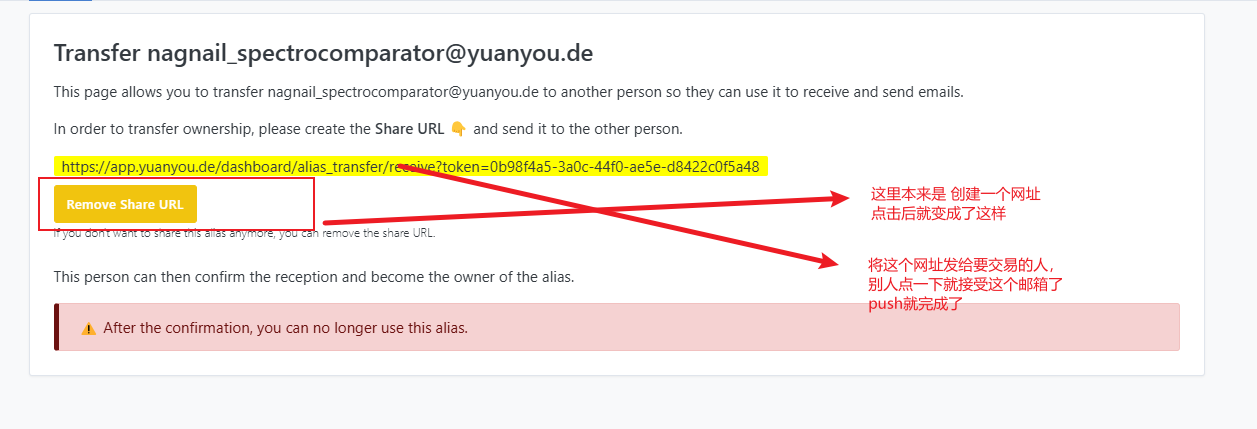 Transfer nagnail_spectrocomparator@yuanyou.de
This page allows you to transfer nagnail_spectrocomparator@yuanyou.de to another person so they can use it to receive and send emails.
In order to transfer ownership, please create the Share URL 👇 and send it to the other person.
https://app.yuanyou.de/dashboard/alias_transfer/receive?token=0b98f4a5-3a0c-44f0-ae5e-d8422c0f5a48
Remove Share URL
If you don't want to share this alias anymore, you can remove the share URL.
这里本来是 创建一个网址
点击后就变成了这样
将这个网址发给要交易的人，
别人点一下就接受这个邮箱了
push就完成了
This person can then confirm the reception and become the owner of the alias.
⚠️ After the confirmation, you can no longer use this alias.